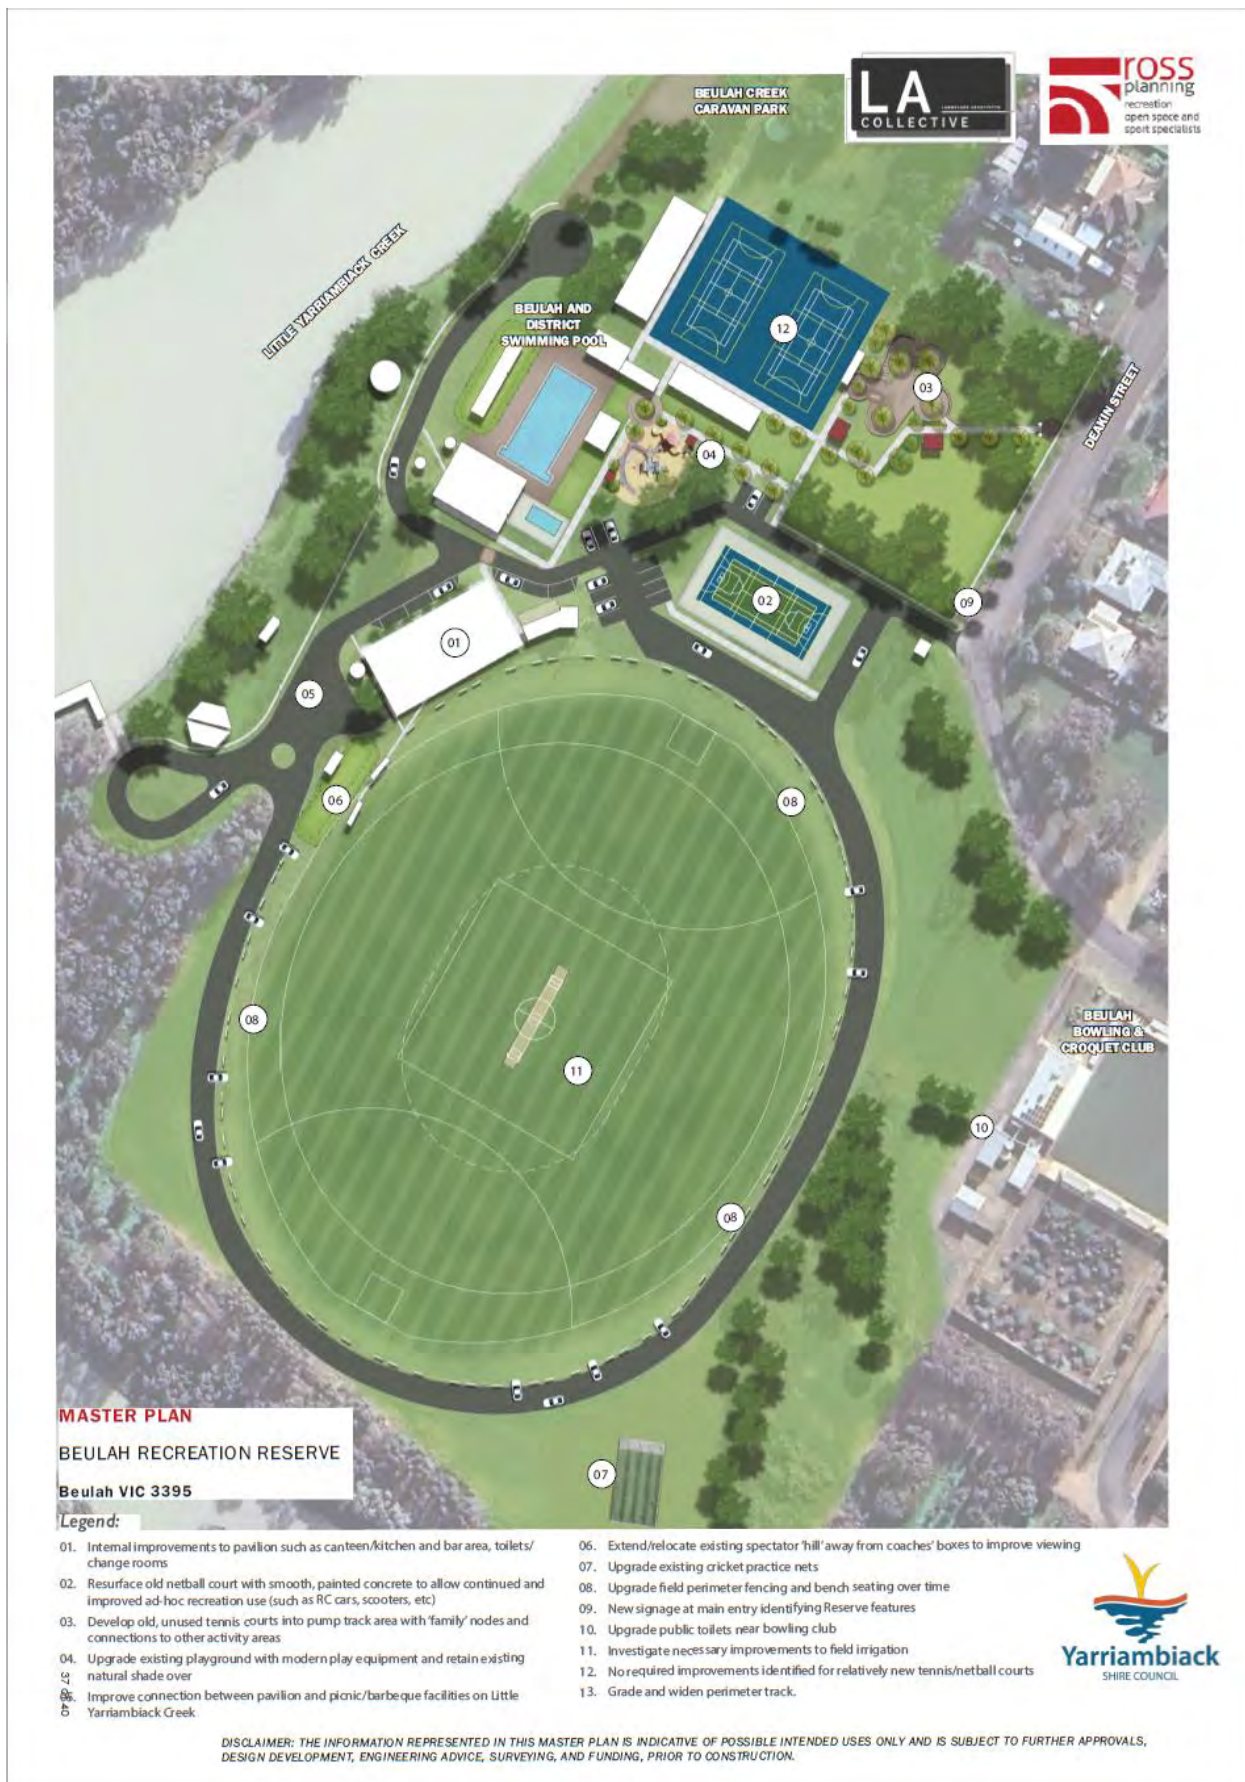 LA
COLLECTIVE
ross
planning
recreation
open space and
sport specialists
BEULAH CREEK
CARAVAN PARK
LITTLE YARRIAMBIACK CREEK
BEULAH AND
DISTRICT
SWIMMING POOL
12
03
DEAKIN STREET
04
02
09
01
05
06
08
08
11
BEULAH
BOWLING &
CROQUET CLUB
10
08
07
MASTER PLAN
BEULAH RECREATION RESERVE
Beulah VIC 3395
Legend:
01. Internal improvements to pavilion such as canteen/kitchen and bar area, toilets/
change rooms
02. Resurface old netball court with smooth, painted concrete to allow continued and
improved ad-hoc recreation use (such as RC cars, scooters, etc)
03. Develop old, unused tennis courts into pump track area with 'family' nodes and
connections to other activity areas
04. Upgrade existing playground with modern play equipment and retain existing
natural shade over
05. Improve connection between pavilion and picnic/barbeque facilities on Little
Yarriambiack Creek
06. Extend/relocate existing spectator 'hill' away from coaches' boxes to improve viewing
07. Upgrade existing cricket practice nets
08. Upgrade field perimeter fencing and bench seating over time
09. New signage at main entry identifying Reserve features
10. Upgrade public toilets near bowling club
11. Investigate necessary improvements to field irrigation
12. No required improvements identified for relatively new tennis/netball courts
13. Grade and widen perimeter track.
Yarriambiack
SHIRE COUNCIL
DISCLAIMER: THE INFORMATION REPRESENTED IN THIS MASTER PLAN IS INDICATIVE OF POSSIBLE INTENDED USES ONLY AND IS SUBJECT TO FURTHER APPROVALS,
DESIGN DEVELOPMENT, ENGINEERING ADVICE, SURVEYING, AND FUNDING, PRIOR TO CONSTRUCTION.